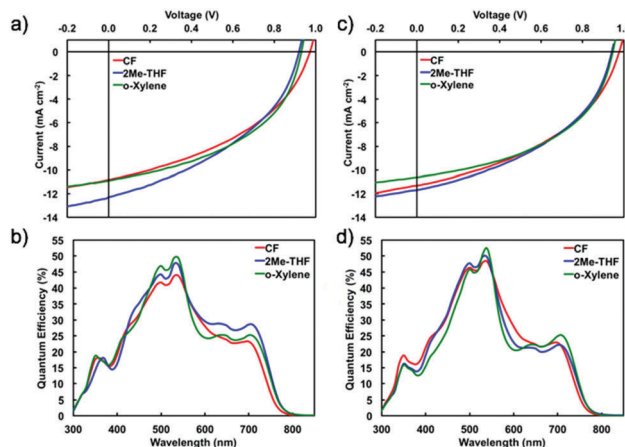 a)
Voltage (V)
-0.2 0.0 0.2 0.4 0.6 0.8 1.0
0
-2
-4
-6
-8
-10
-12
-14
Current (mA cm-2)
CF
2Me-THF
o-Xylene
c)
Voltage (V)
-0.2 0.0 0.2 0.4 0.6 0.8 1.
0
-2
-4
-6
-8
-10
-12
-14
Current (mA cm-2)
CF
2Me-THF
o-Xylene
b)
55
50
45
40
35
30
25
20
15
10
5
0
Quantum Efficiency (%)
CF
2Me-THF
o-Xylene
300 400 500 600 700 800
Wavelength (nm)
d)
55
50
45
40
35
30
25
20
15
10
5
0
Quantum Efficiency (%)
CF
2Me-THF
o-Xylene
300 400 500 600 700 800
Wavelength (nm)